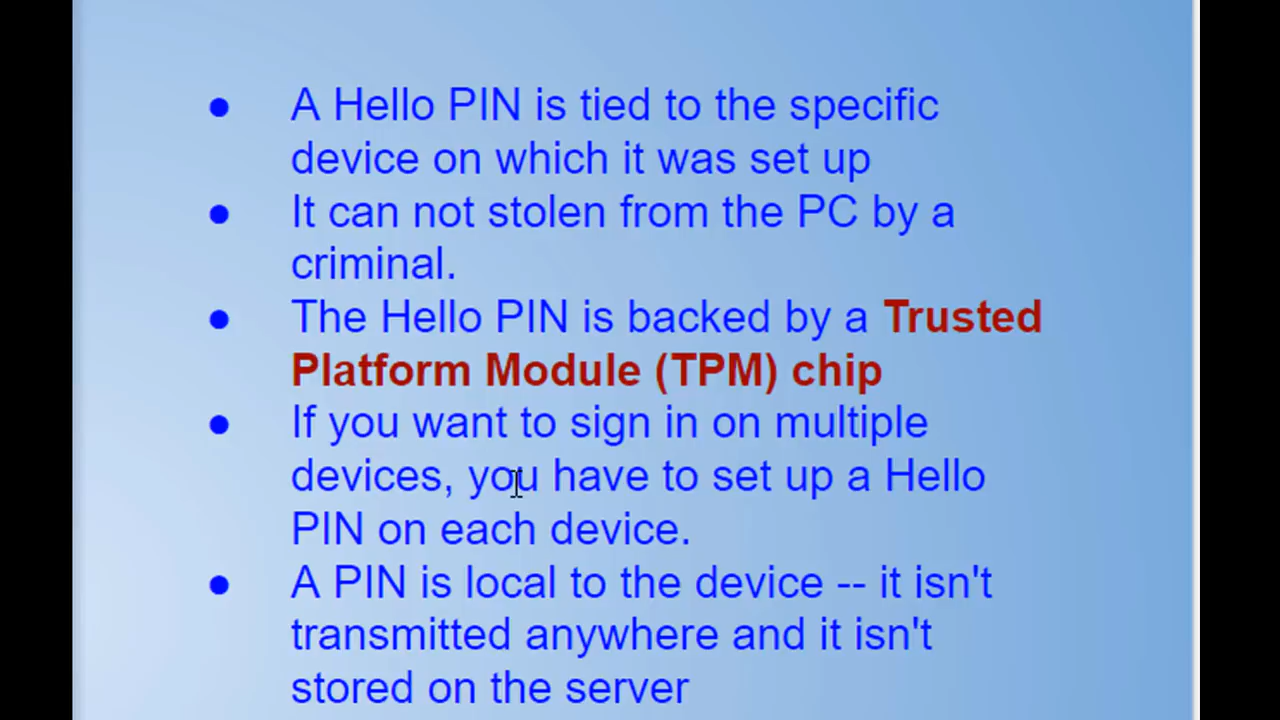 ● A Hello PIN is tied to the specific
device on which it was set up
● It can not stolen from the PC by a
criminal.
● The Hello PIN is backed by a Trusted
Platform Module (TPM) chip
● If you want to sign in on multiple
devices, you have to set up a Hello
PIN on each device.
● A PIN is local to the device -- it isn't
transmitted anywhere and it isn't
stored on the server